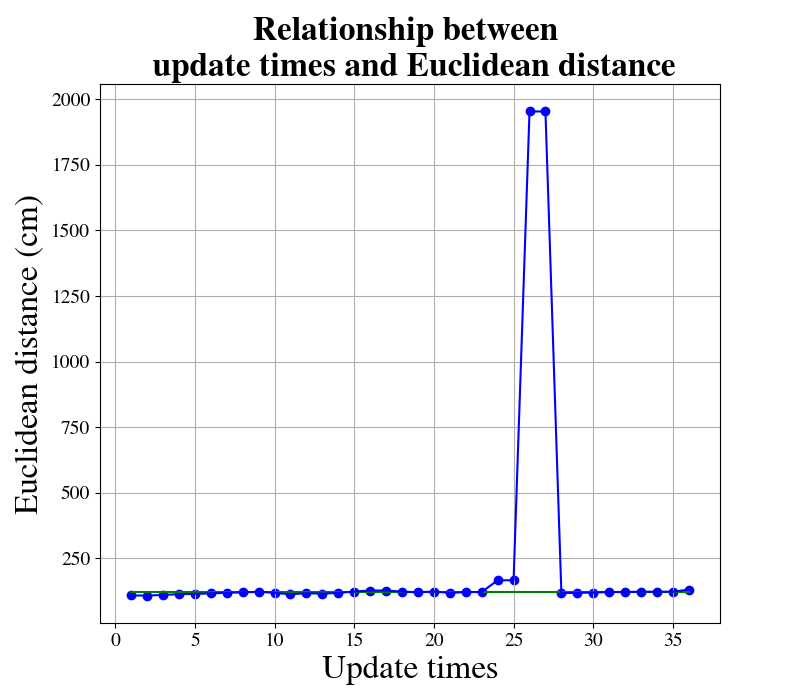 Relationship between
update times and Euclidean distance
Euclidean distance (cm)
2000
1750
1500
1250
1000
750
500
250
0 5 10 15 20 25 30 35
Update times